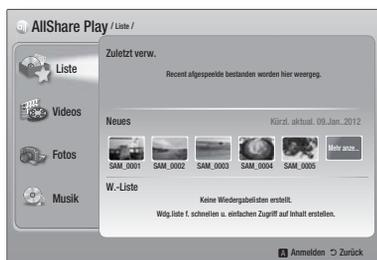 AllShare Play / Liste /
Liste
Videos
Fotos
Musik
Zuletzt verw.
Recent afgespeelde bestanden worden hier weergeg.
Neues
Kürzl. aktual. 09.Jan..2012
SAM_0001
SAM_0002
SAM_0003
SAM_0004
SAM_0005
Mehr anze...
W.-Liste
Keine Wiedergabelisten erstellt.
Wdg.liste f. schnellen u. einfachen Zugriff auf Inhalt erstellen.
A Anmelden Zurück